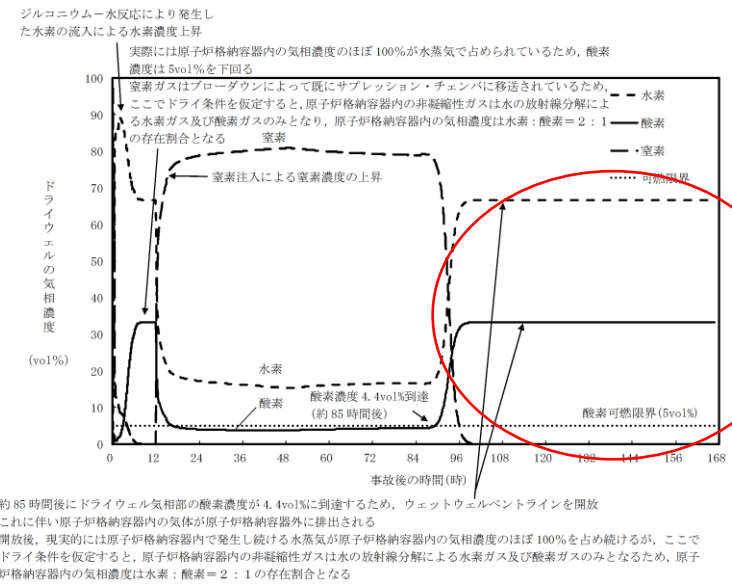 ジルコニウム－水反応により発生し
た水素の流入による水素濃度上昇
実際には原子炉格納容器内の気相濃度のほぼ100％が水蒸気で占められているため，酸素
濃度は5vol％を下回る
窒素ガスはブローダウンによって既にサプレッション・チェンバに移送されているため，
ここでドライ条件を仮定すると，原子炉格納容器内の非凝縮性ガスは水の放射線分解によ
る水素ガス及び酸素ガスのみとなり，原子炉格納容器内の気相濃度は水素：酸素＝2：1
の存在割合となる
水素
酸素
窒素
可燃限界
窒素
窒素注入による窒素濃度の上昇
ドライウェルの気相濃度
(vol%)
100
90
80
70
60
50
40
30
20
10
0
水素
酸素
酸素濃度 4.4vol%到達
(約85時間後)
酸素可燃限界(5vol%)
0 12 24 36 48 60 72 84 96 108 120 132 144 156 168
事故後の時間(時)
約85時間後にドライウェル気相部の酸素濃度が4.4vol%に到達するため，ウェットウェルベントラインを開放
これに伴い原子炉格納容器内の気体が原子炉格納容器外に排出される
開放後，現実的には原子炉格納容器内で発生し続ける水蒸気が原子炉格納容器内の気相濃度のほぼ100％を占め続けるが，ここで
ドライ条件を仮定すると，原子炉格納容器内の非凝縮性ガスは水の放射線分解による水素ガス及び酸素ガスのみとなるため，原子
炉格納容器内の気相濃度は水素：酸素＝2：1の存在割合となる